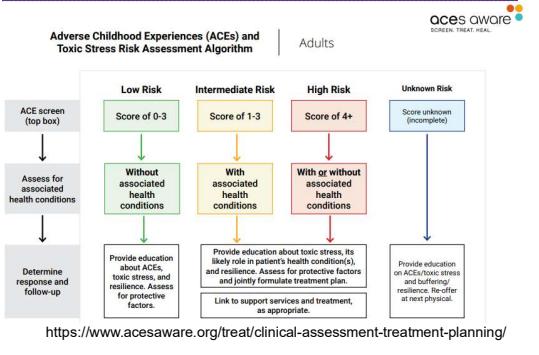 aces aware
SCREEN. TREAT. HEAL.
Adverse Childhood Experiences (ACEs) and
Toxic Stress Risk Assessment Algorithm
Adults
Low Risk
Intermediate Risk
High Risk
Unknown Risk
ACE screen
(top box)
Score of 0-3
Score of 1-3
Score of 4+
Score unknown
(incomplete)
Assess for
associated
health conditions
Without
associated
health
conditions
With
associated
health
conditions
With or without
associated
health
conditions
Determine
response and
follow-up
Provide education
about ACEs,
toxic stress, and
resilience. Assess
for protective
factors.
Provide education about toxic stress, its
likely role in patient's health condition(s),
and resilience. Assess for protective factors
and jointly formulate treatment plan.
Link to support services and treatment,
as appropriate.
Provide education
on ACEs/toxic stress
and buffering/
resilience. Re-offer
at next physical.
https://www.acesaware.org/treat/clinical-assessment-treatment-planning/